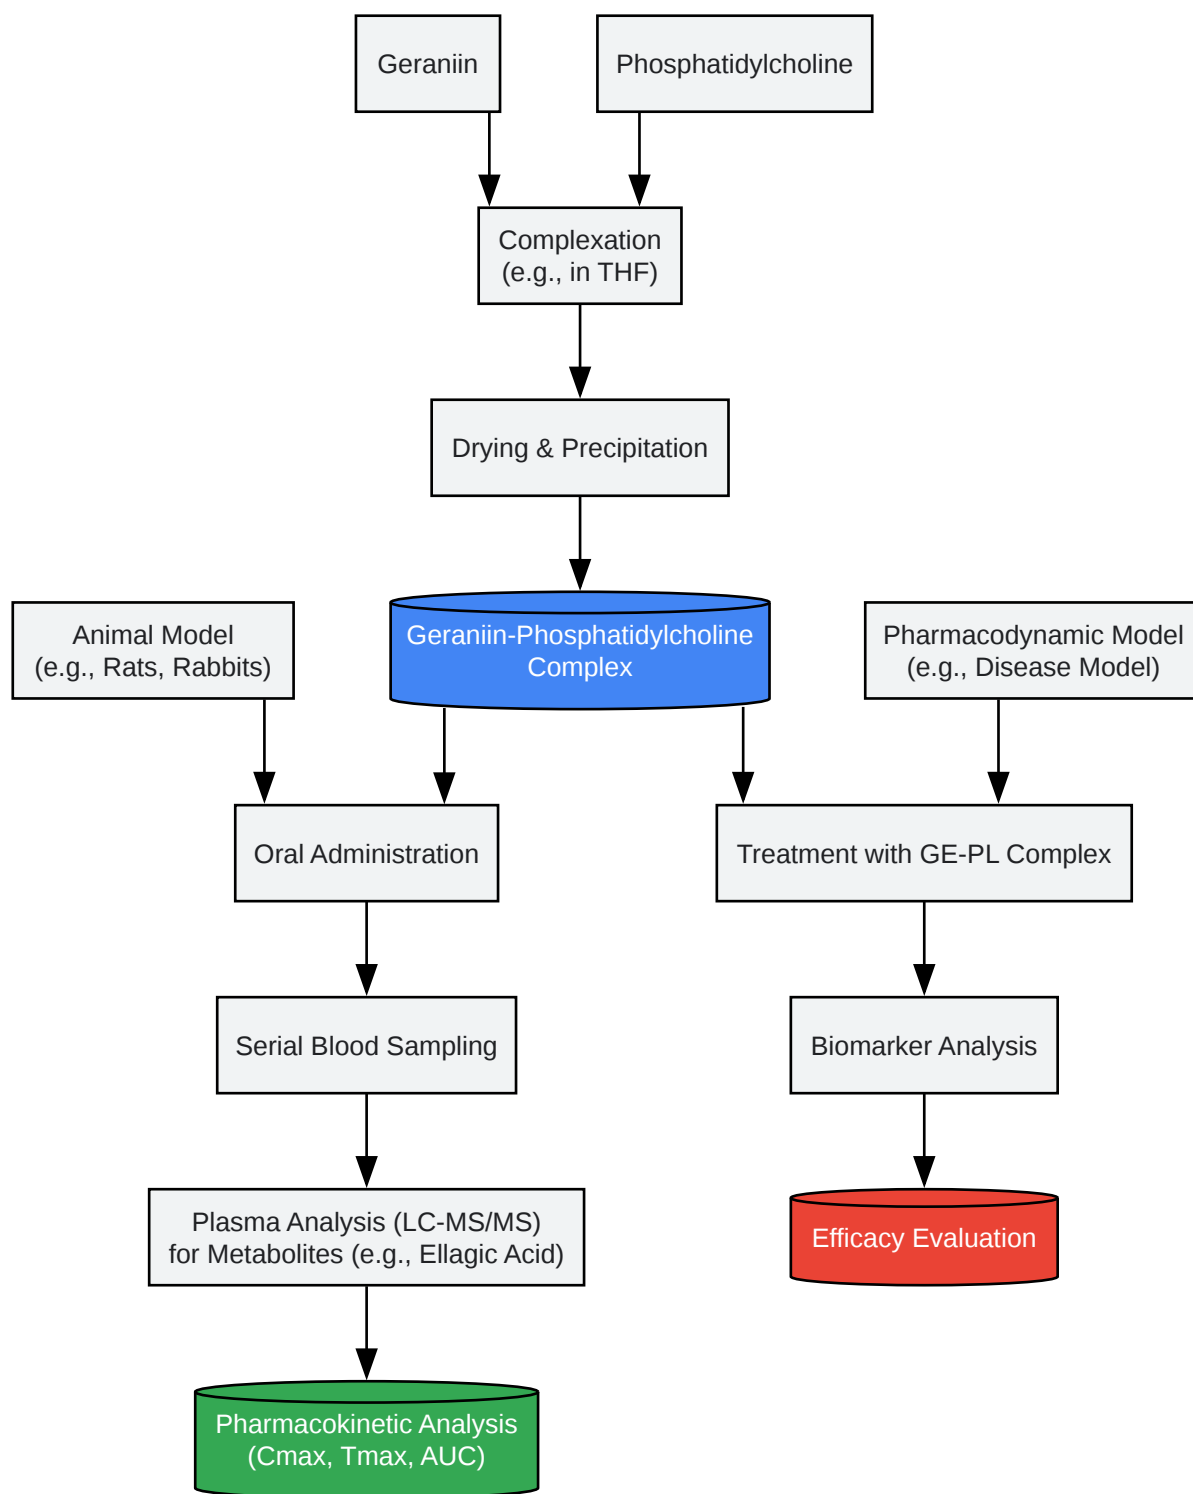 Geraniin
Phosphatidylcholine
Complexation
(e.g., in THF)
Drying & Precipitation
Animal Model
(e.g., Rats, Rabbits)
Geraniin-Phosphatidylcholine
Complex
Pharmacodynamic Model
(e.g., Disease Model)
Oral Administration
Treatment with GE-PL Complex
Serial Blood Sampling
Biomarker Analysis
Plasma Analysis (LC-MS/MS)
for Metabolites (e.g., Ellagic Acid)
Efficacy Evaluation
Pharmacokinetic Analysis
(Cmax, Tmax, AUC)